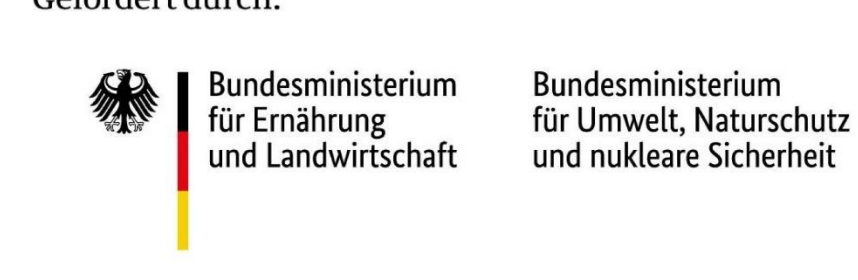 Gefördert durch:
Bundesministerium
für Ernährung
und Landwirtschaft
Bundesministerium
für Umwelt, Naturschutz
und nukleare Sicherheit